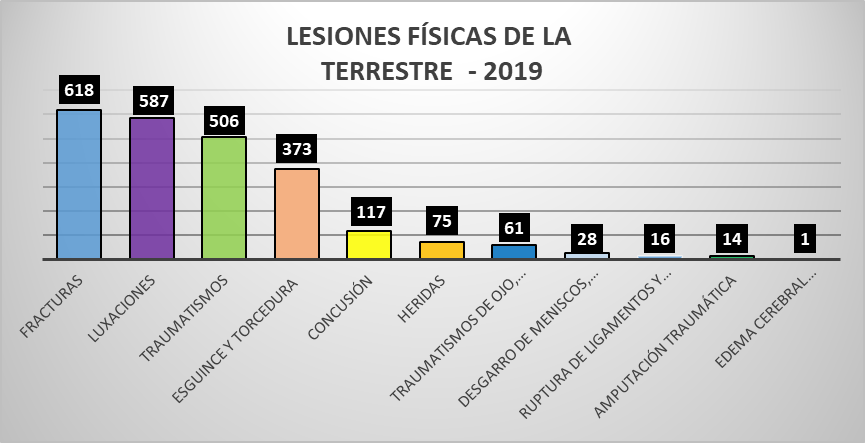 LESIONES FÍSICAS DE LA
TERRESTRE - 2019
618
587
506
373
117
75
61
28
16
14
1
FRACTURAS
LUXACIONES
TRAUMATISMOS
ESGUINCE Y TORCEDURA
CONCUSIÓN
HERIDAS
TRAUMATISMOS DE OJO,...
DESGARRO DE MENISCOS,...
RUPTURA DE LIGAMENTOS Y...
AMPUTACIÓN TRAUMÁTICA
EDEMA CEREBRAL...